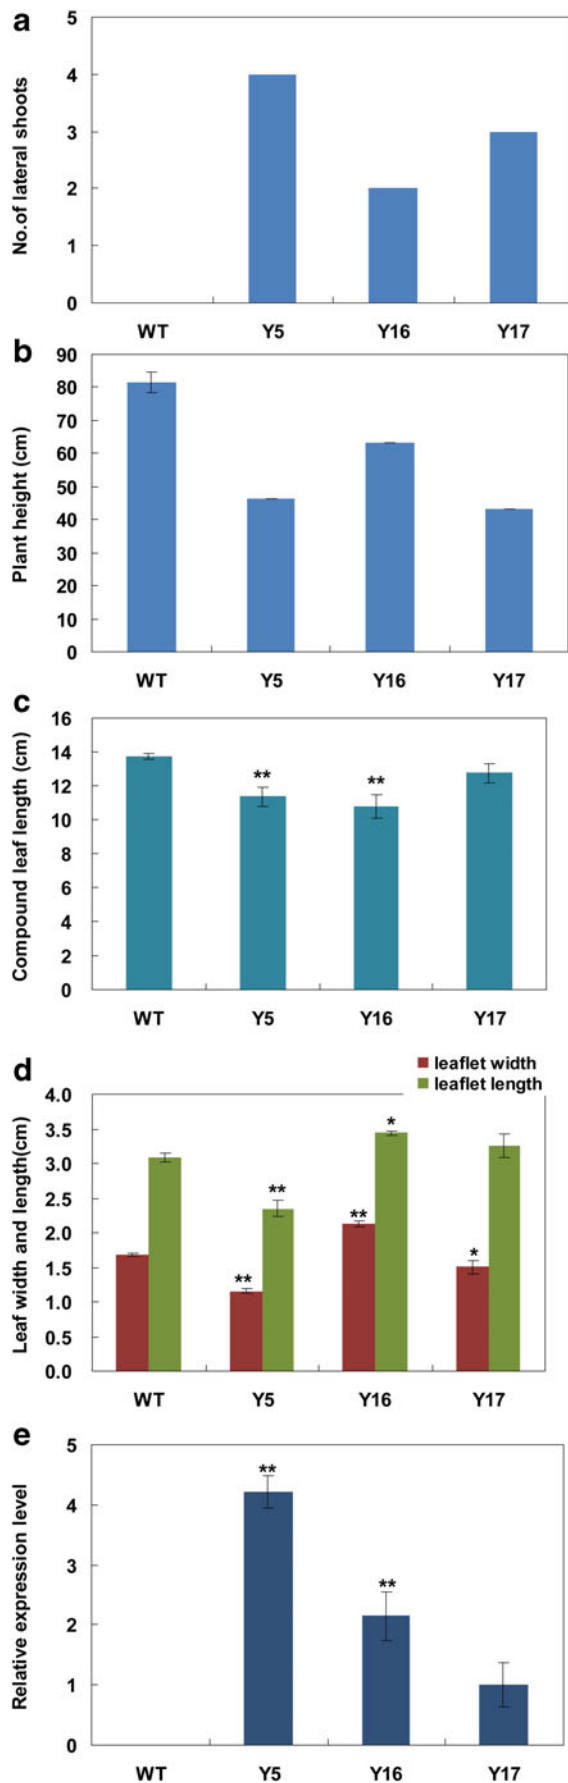 a
No.of lateral shoots
5
4
3
2
1
0
WT Y5 Y16 Y17
b
Plant height (cm)
90
80
70
60
50
40
30
20
10
0
WT Y5 Y16 Y17
c
Compound leaf length (cm)
16
14
12
10
8
6
4
2
0
** **
WT Y5 Y16 Y17
d
leaflet width
leaflet length
Leaf width and length(cm)
4.0
3.5
3.0
2.5
2.0
1.5
1.0
0.5
0.0
** ** ** * *
WT Y5 Y16 Y17
e
Relative expression level
5
4
3
2
1
0
** **
WT Y5 Y16 Y17